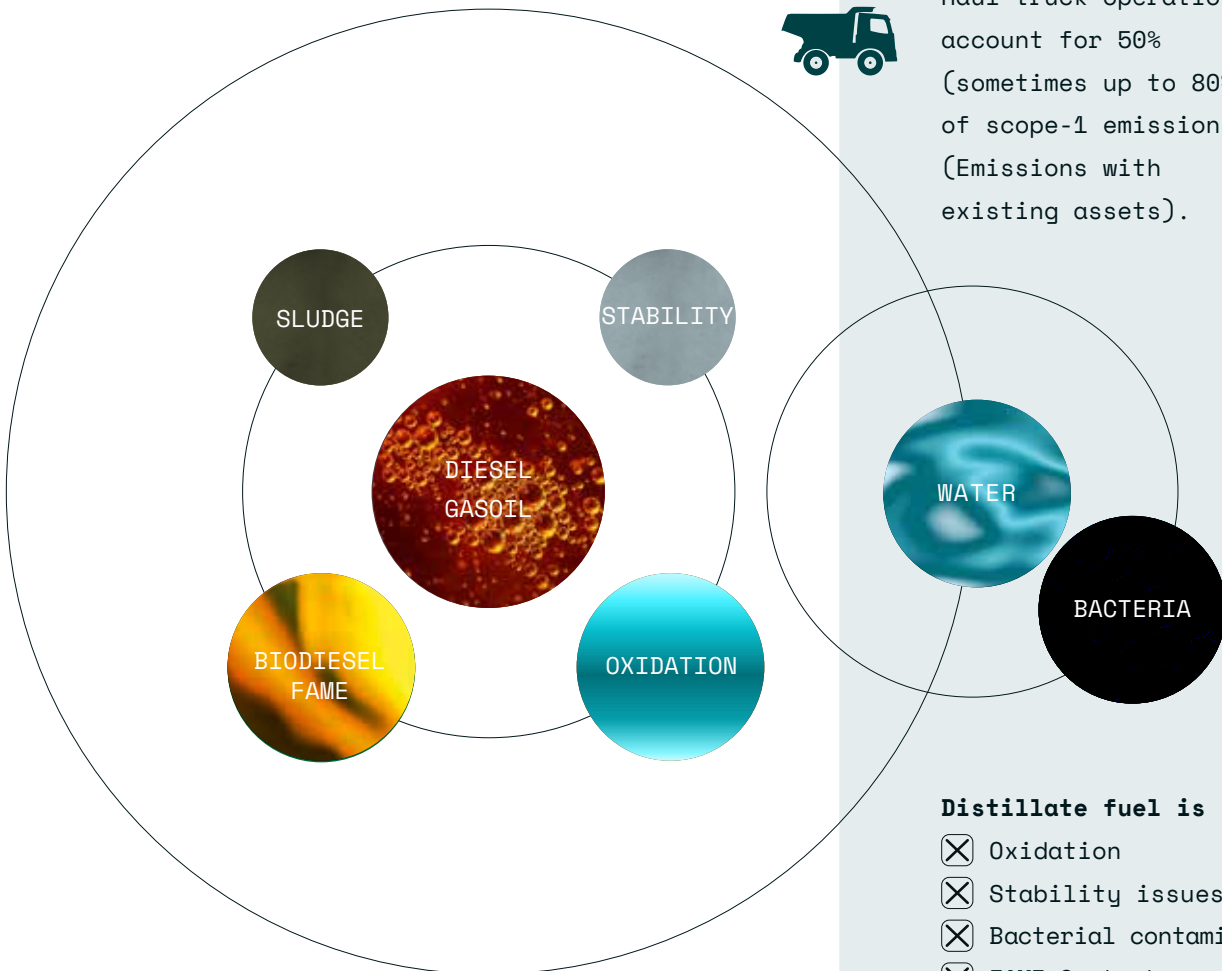 account for 50%
(sometimes up to 80%
of scope-1 emission
(Emissions with
existing assets).
SLUDGE
STABILITY
DIESEL
GASOIL
WATER
BIODIESEL
FAME
OXIDATION
BACTERIA
Distillate fuel is
Oxidation
Stability issues
Bacterial contami